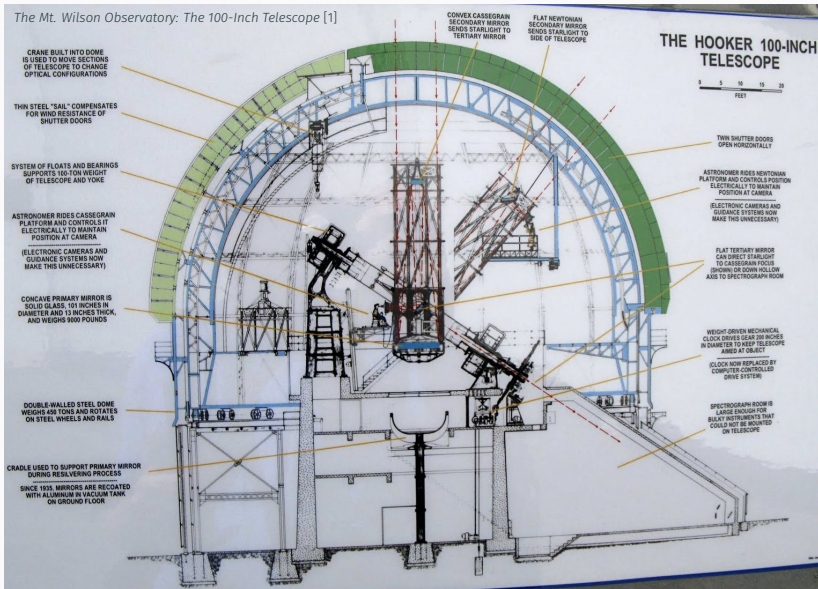 The Mt. Wilson Observatory: The 100-Inch Telescope [1]
THE HOOKER 100-INCH
TELESCOPE
0 5 10 15 20
FEET
CRANE BUILT INTO DOME
IS USED TO MOVE SECTIONS
OF TELESCOPE TO CHANGE
OPTICAL CONFIGURATIONS
THIN STEEL "SAIL" COMPENSATES
FOR WIND RESISTANCE OF
SHUTTER DOORS
SYSTEM OF FLOATS AND BEARINGS
SUPPORTS 100-TON WEIGHT
OF TELESCOPE AND YOKE
ASTRONOMER RIDES CASSEGRAIN
PLATFORM AND CONTROLS IT
ELECTRICALLY TO MAINTAIN
POSITION AT CAMERA
(ELECTRONIC CAMERAS AND
GUIDANCE SYSTEMS NOW
MAKE THIS UNNECESSARY)
CONCAVE PRIMARY MIRROR IS
SOLID GLASS, 101 INCHES IN
DIAMETER AND 13 INCHES THICK,
AND WEIGHS 9000 POUNDS
DOUBLE-WALLED STEEL DOME
WEIGHS 450 TONS AND ROTATES
ON STEEL WHEELS AND RAILS
CRADLE USED TO SUPPORT PRIMARY MIRROR
DURING RESILVERING PROCESS
SINCE 1935, MIRRORS ARE RECOATED
WITH ALUMINUM IN VACUUM TANK
ON GROUND FLOOR
CONVEX CASSEGRAIN
SECONDARY MIRROR
SENDS STARLIGHT TO
TERTIARY MIRROR
FLAT NEWTONIAN
SECONDARY MIRROR
SENDS STARLIGHT TO
SIDE OF TELESCOPE
TWIN SHUTTER DOORS
OPEN HORIZONTALLY
ASTRONOMER RIDES NEWTONIAN
PLATFORM AND CONTROLS POSITION
ELECTRICALLY TO MAINTAIN
POSITION AT CAMERA
(ELECTRONIC CAMERAS AND
GUIDANCE SYSTEMS NOW
MAKE THIS UNNECESSARY)
FLAT TERTIARY MIRROR
CAN DIRECT STARLIGHT
TO CASSEGRAIN FOCUS
(SHOWN) OR DOWN HOLLOW
AXIS TO SPECTROGRAPH ROOM
WEIGHT-DRIVEN MECHANICAL
CLOCK DRIVES GEAR 200 INCHES
IN DIAMETER TO KEEP TELESCOPE
AIMED AT OBJECT
(CLOCK NOW REPLACED BY
COMPUTER-CONTROLLED
DRIVE SYSTEM)
SPECTROGRAPH ROOM IS
LARGE ENOUGH FOR
BULKY INSTRUMENTS THAT
COULD NOT BE MOUNTED
ON TELESCOPE